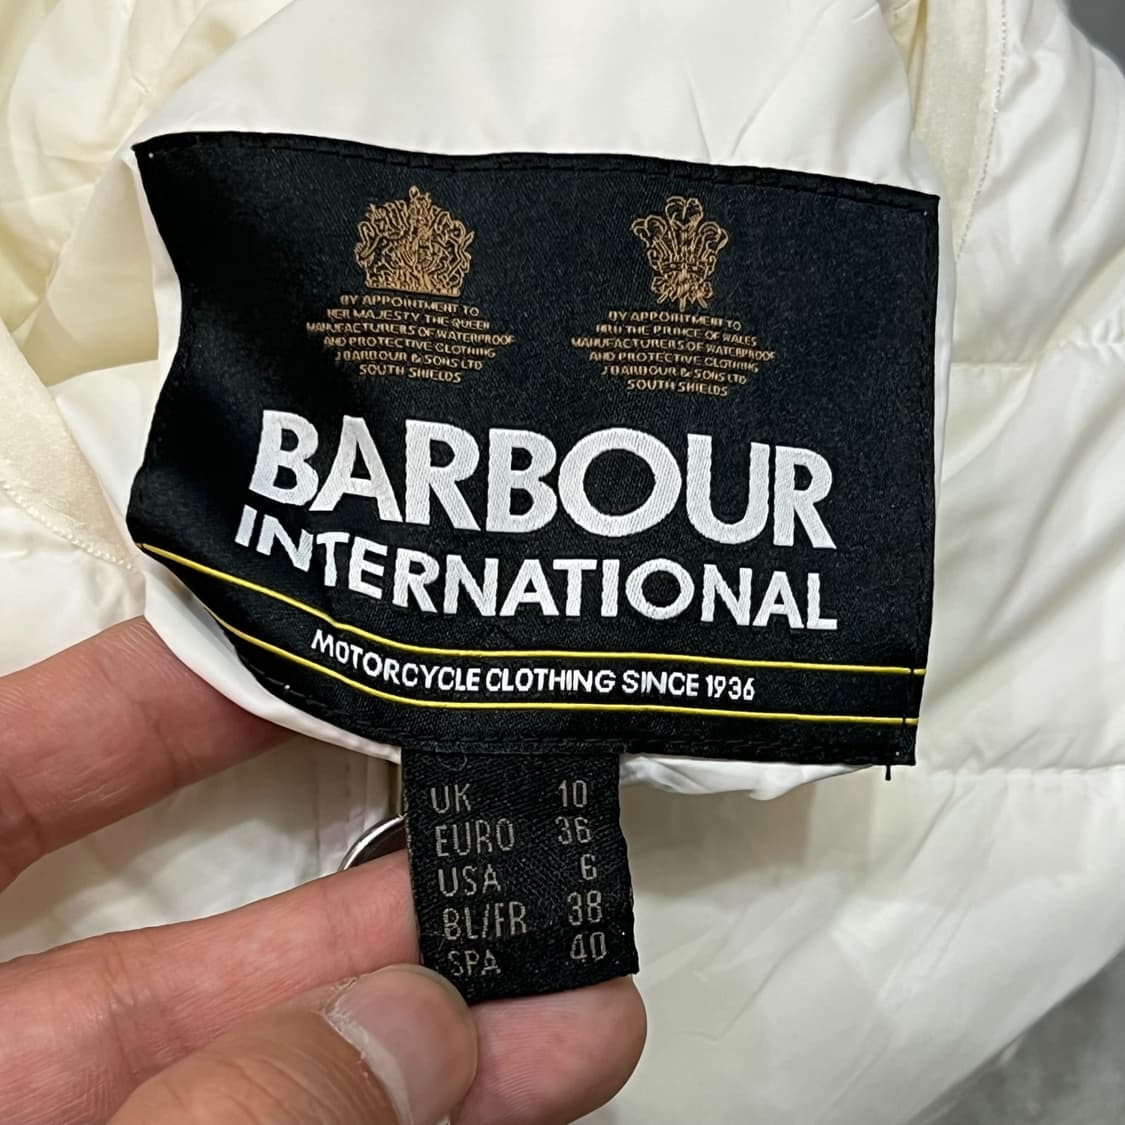 BY APPOINTMENT TO
HER MAJESTY THE QUEEN
MANUFACTURERS OF WATERPROOF
AND PROTECTIVE CLOTHING
J BARBOUR & SONS LTD
SOUTH SHIELDS
BY APPOINTMENT TO
HRH THE PRINCE OF WALES
MANUFACTURERS OF WATERPROOF
AND PROTECTIVE CLOTHING
J BARBOUR & SONS LTD
SOUTH SHIELDS
BARBOUR
INTERNATIONAL
MOTORCYCLE CLOTHING SINCE 1936
UK 10
EURO 36
USA 6
BL/FR 38
SPA 40